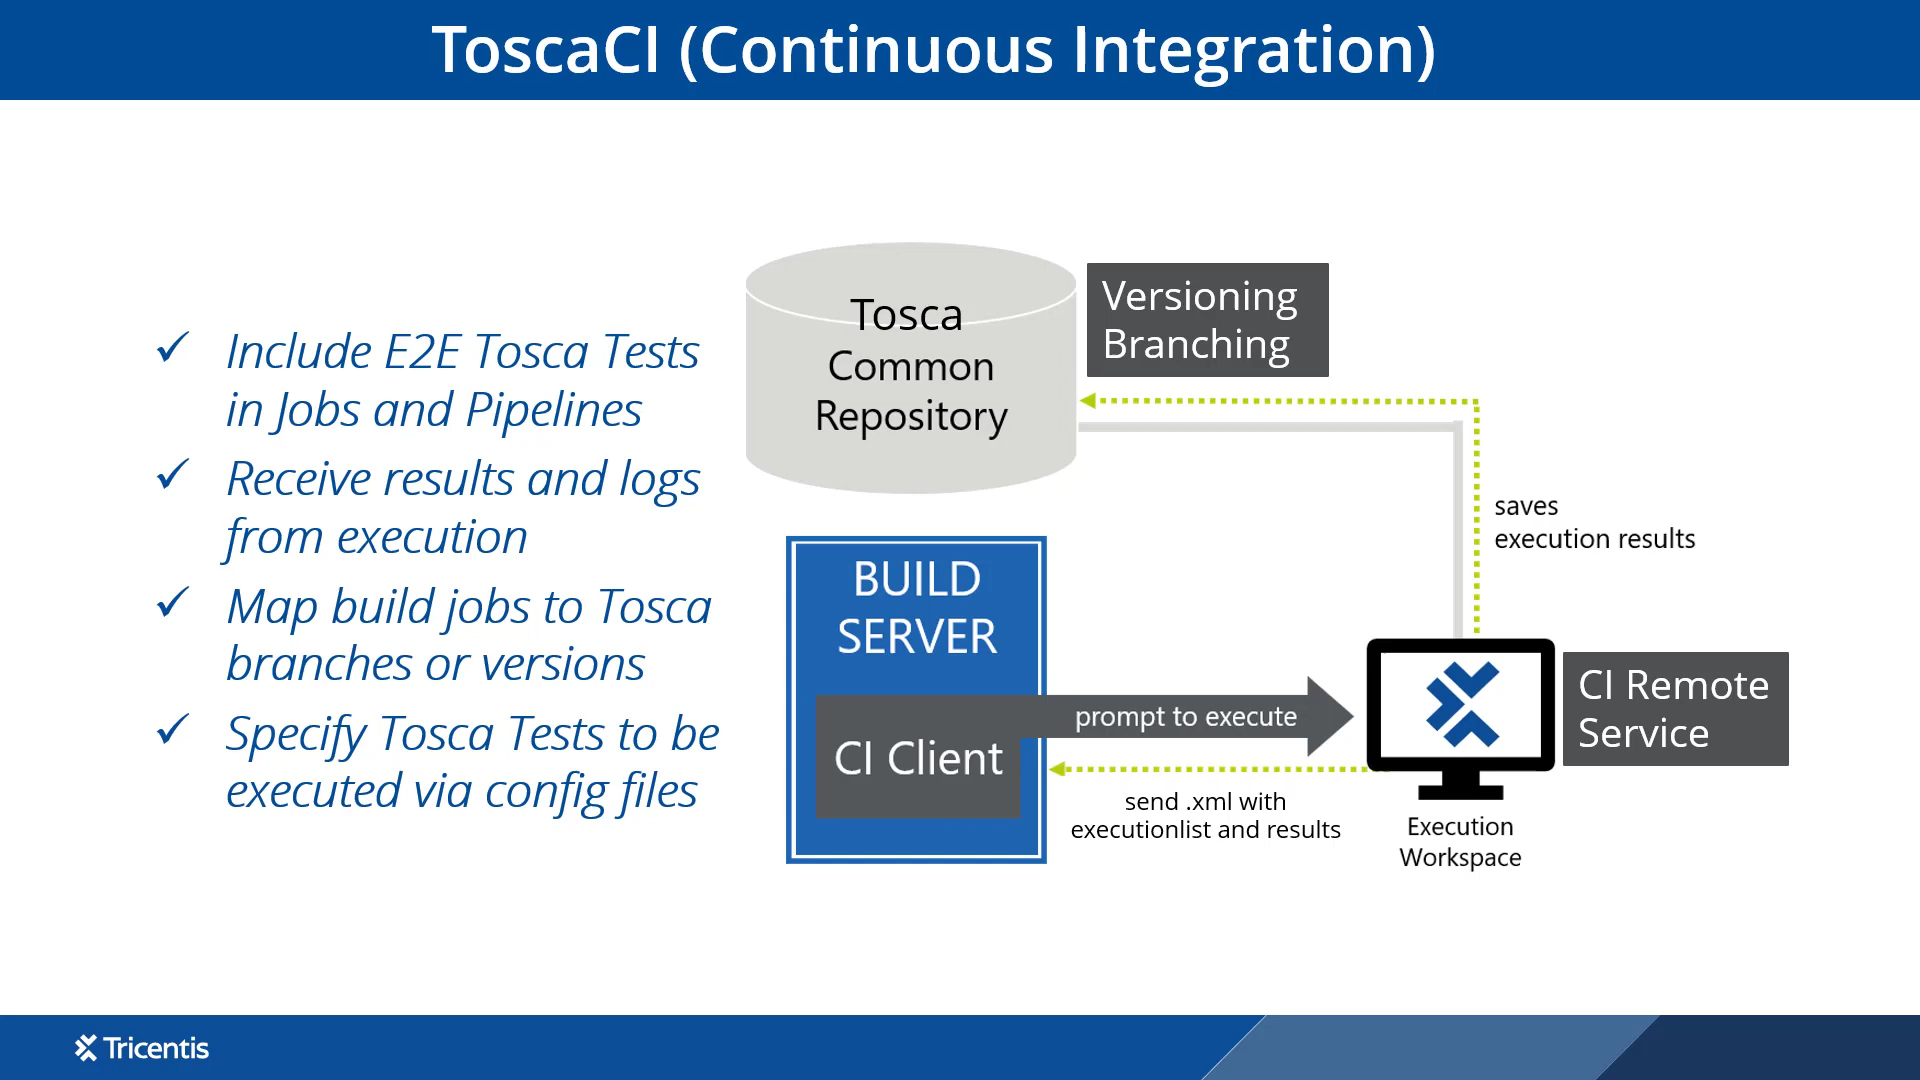 ToscaCI (Continuous Integration)
✓ Include E2E Tosca Tests
in Jobs and Pipelines
✓ Receive results and logs
from execution
✓ Map build jobs to Tosca
branches or versions
✓ Specify Tosca Tests to be
executed via config files
Tosca
Common
Repository
Versioning
Branching
saves
execution results
BUILD
SERVER
CI Client
prompt to execute
send .xml with
executionlist and results
CI Remote
Service
Execution
Workspace
Tricentis